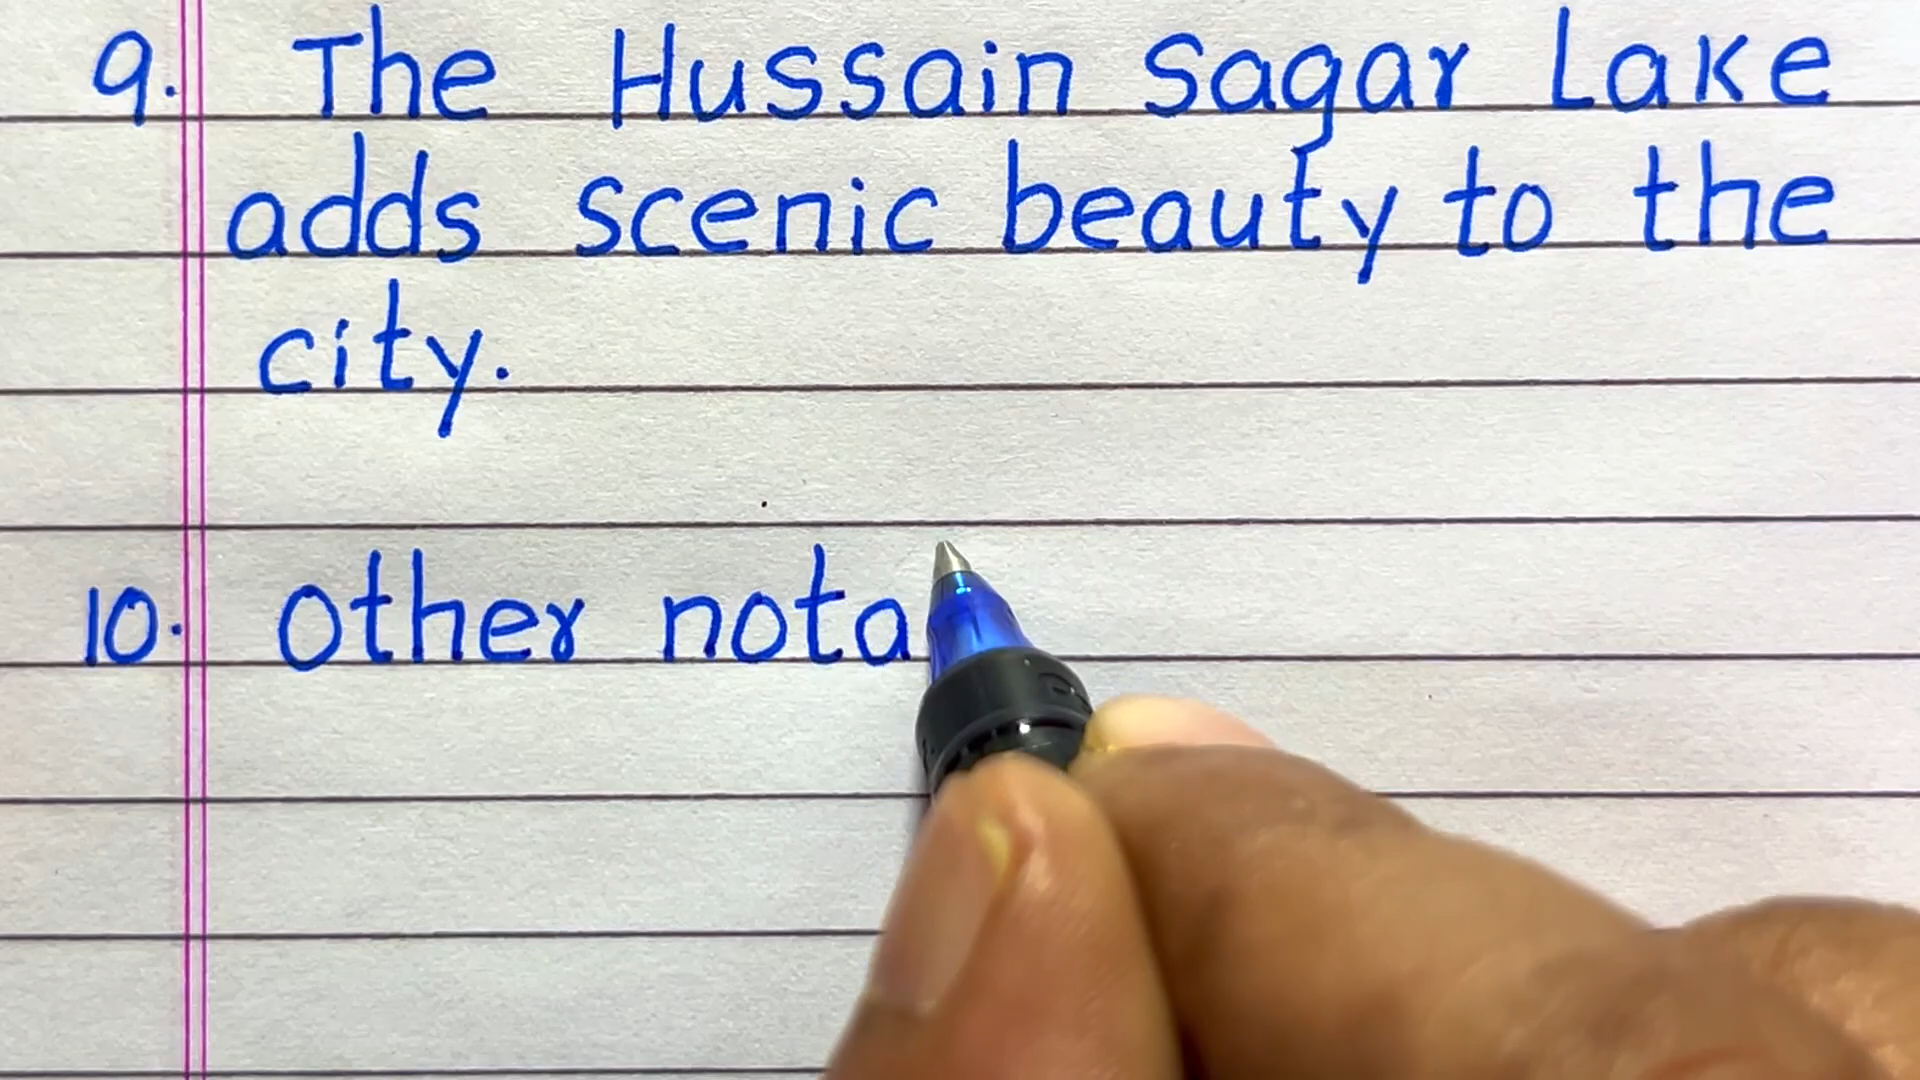 9. The Hussain Sagar Lake
adds scenic beauty to the
city.
10. Other nota